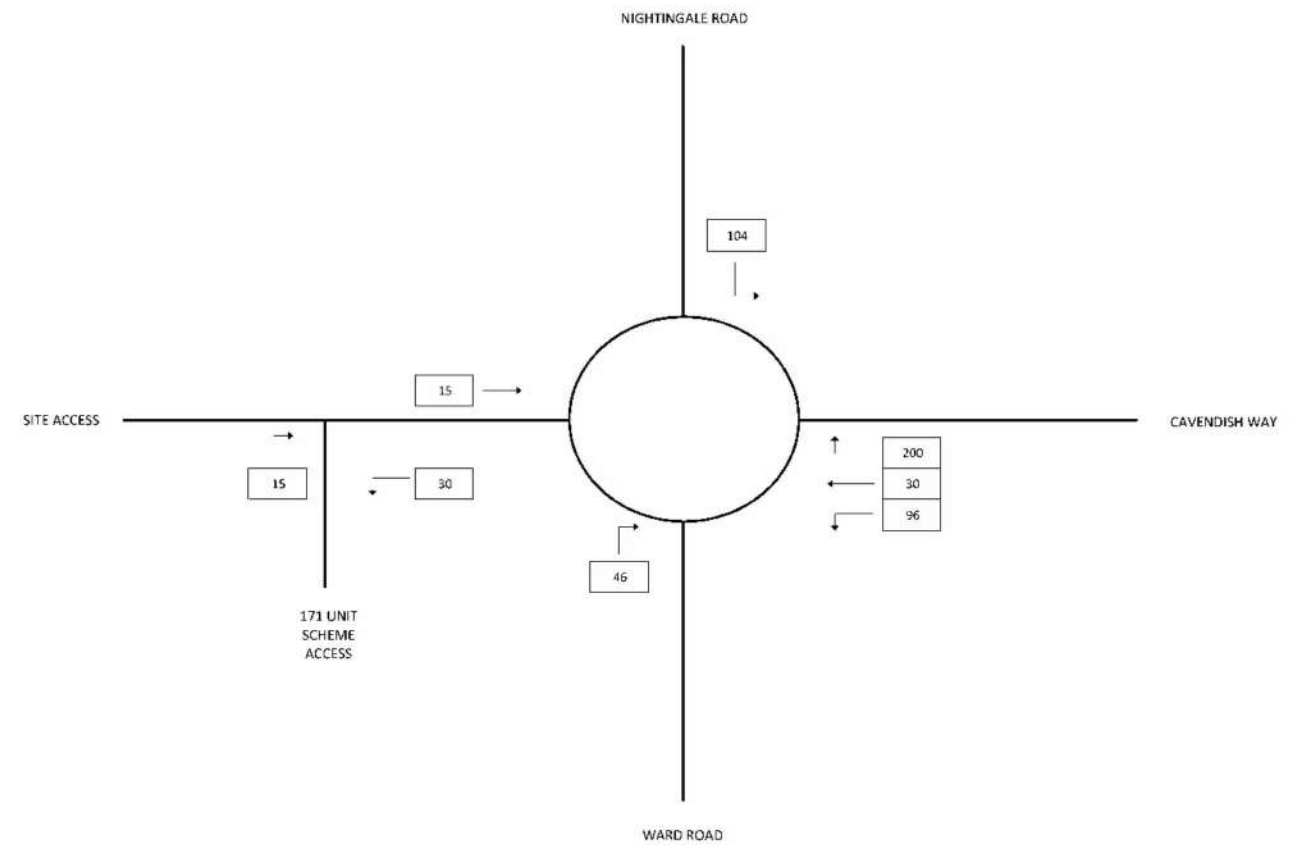 NIGHTINGALE ROAD
104
15
SITE ACCESS
CAVENDISH WAY
200
15
30
30
96
46
171 UNIT
SCHEME
ACCESS
WARD ROAD